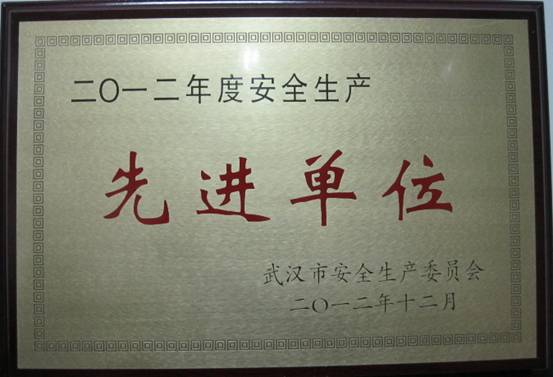 二〇一二年度安全生产
先进单位
武汉市安全生产委员会
二〇一二年十二月